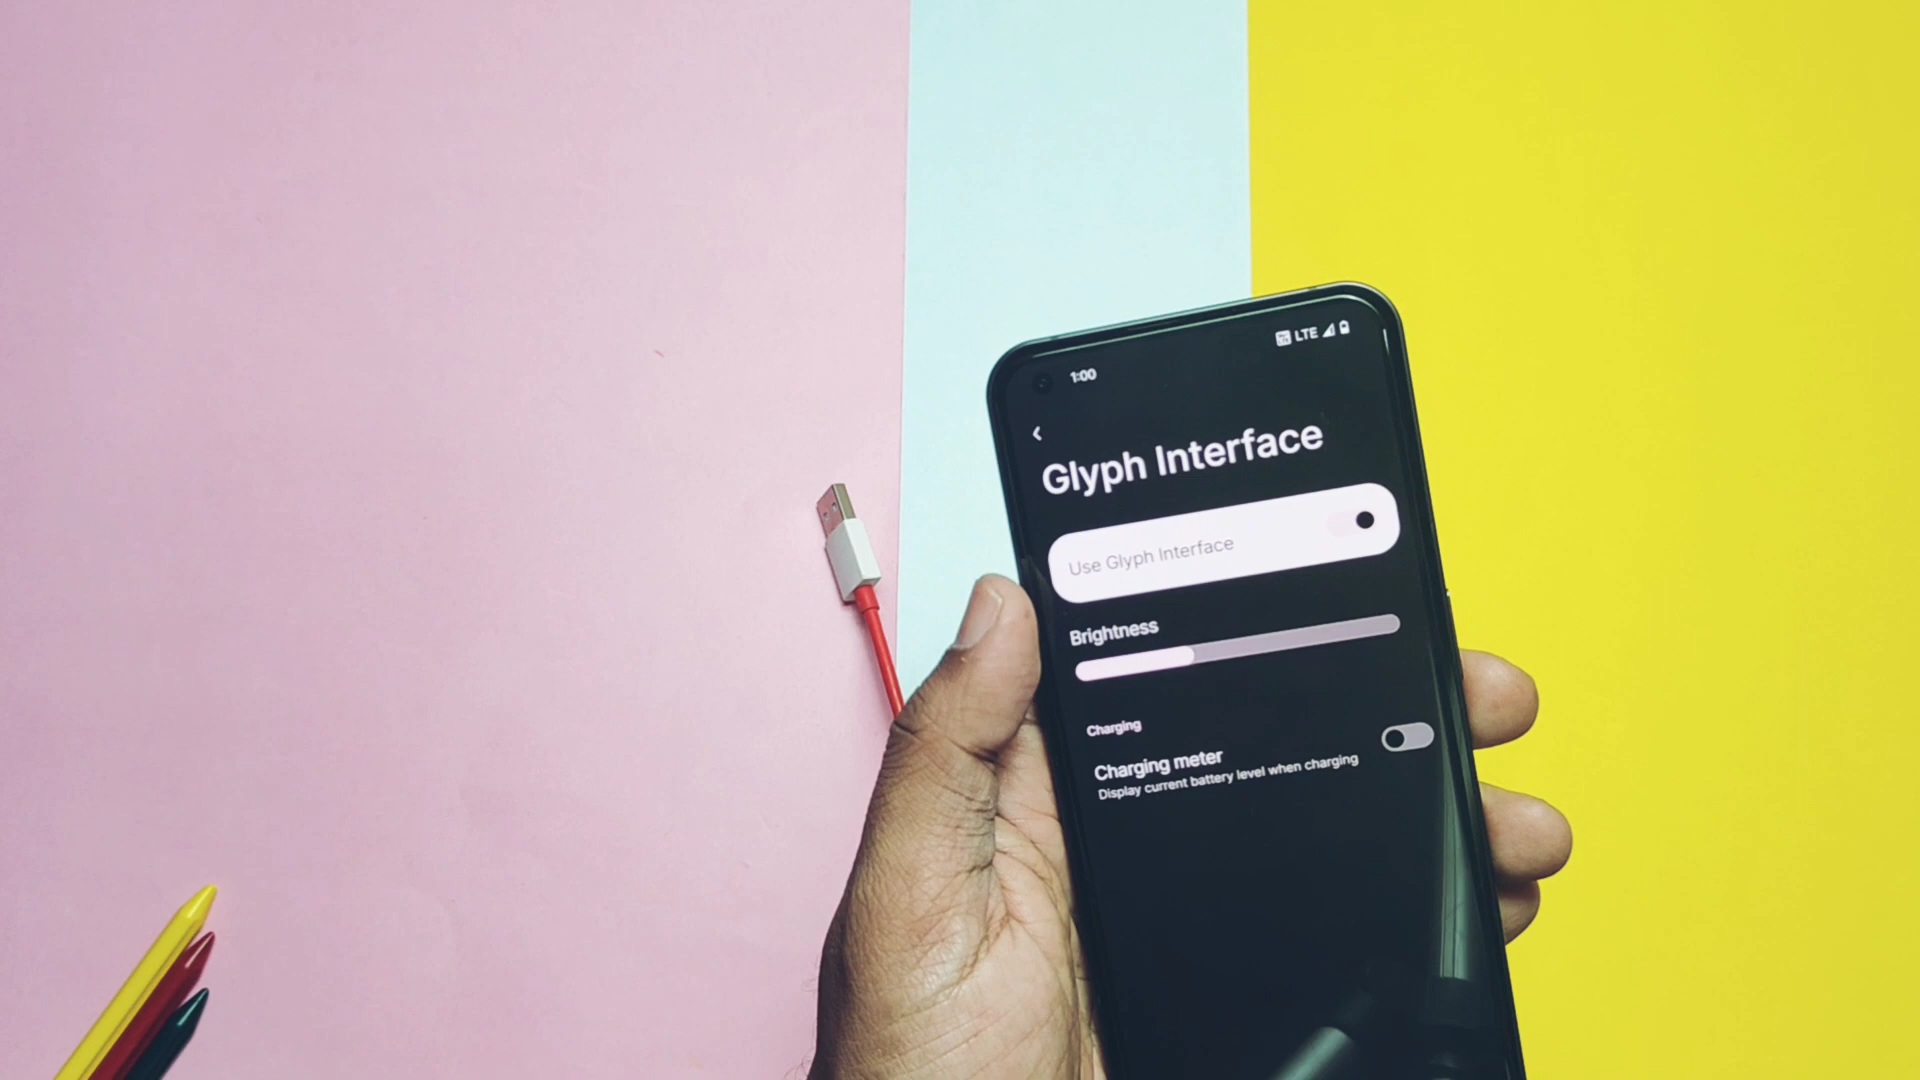 LTE
1:00
Glyph Interface
Use Glyph Interface
Brightness
Charging
Charging meter
Display current battery level when charging